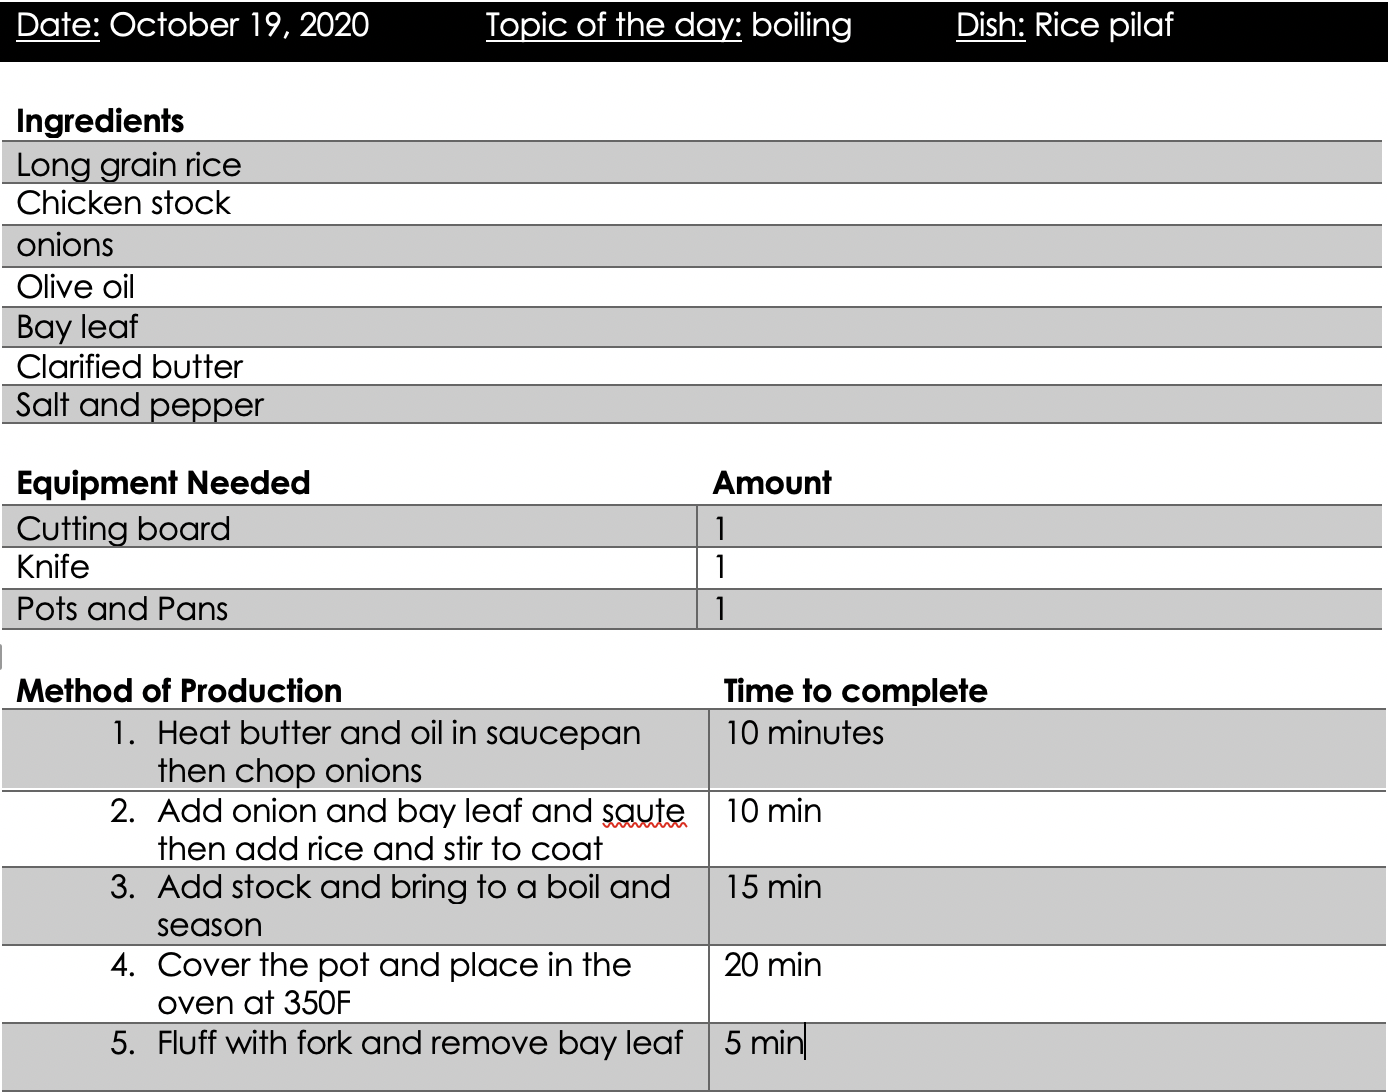 Date: October 19, 2020 Topic of the day: boiling Dish: Rice pilaf
Ingredients
Long grain rice
Chicken stock
onions
Olive oil
Bay leaf
Clarified butter
Salt and pepper
Equipment Needed Amount
Cutting board 1
Knife 1
Pots and Pans 1
Method of Production Time to complete
1. Heat butter and oil in saucepan 10 minutes
then chop onions
2. Add onion and bay leaf and saute 10 min
then add rice and stir to coat
3. Add stock and bring to a boil and 15 min
season
4. Cover the pot and place in the 20 min
oven at 350F
5. Fluff with fork and remove bay leaf 5 min